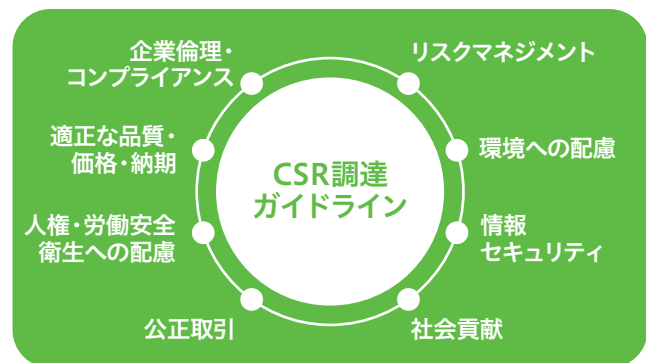 企業倫理・
コンプライアンス
リスクマネジメント
適正な品質・
価格・納期
環境への配慮
CSR調達
ガイドライン
人権・労働安全
衛生への配慮
情報
セキュリティ
公正取引
社会貢献